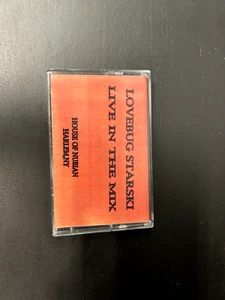 LOVEBUG STARSKI
LIVE IN THE MIX
HOUSE OF NUBIAN
HARLEM,NY